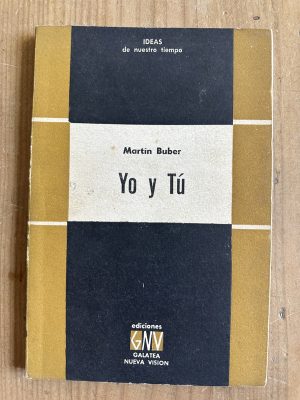 IDEAS
de nuestro tiempo
Martin Buber
Yo y Tú
ediciones
GNV
GALATEA
NUEVA VISION